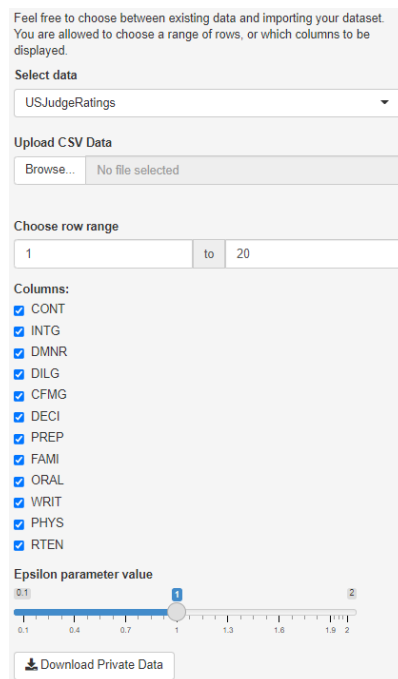 Feel free to choose between existing data and importing your dataset.
You are allowed to choose a range of rows, or which columns to be
displayed.
Select data
USJudgeRatings
Upload CSV Data
Browse... No file selected
Choose row range
1 to 20
Columns:
CONT
INTG
DMNR
DILG
CFMG
DECI
PREP
FAMI
ORAL
WRIT
PHYS
RTEN
Epsilon parameter value
0.1 1 2
0.1 0.4 0.7 1 1.3 1.6 1.9 2
Download Private Data